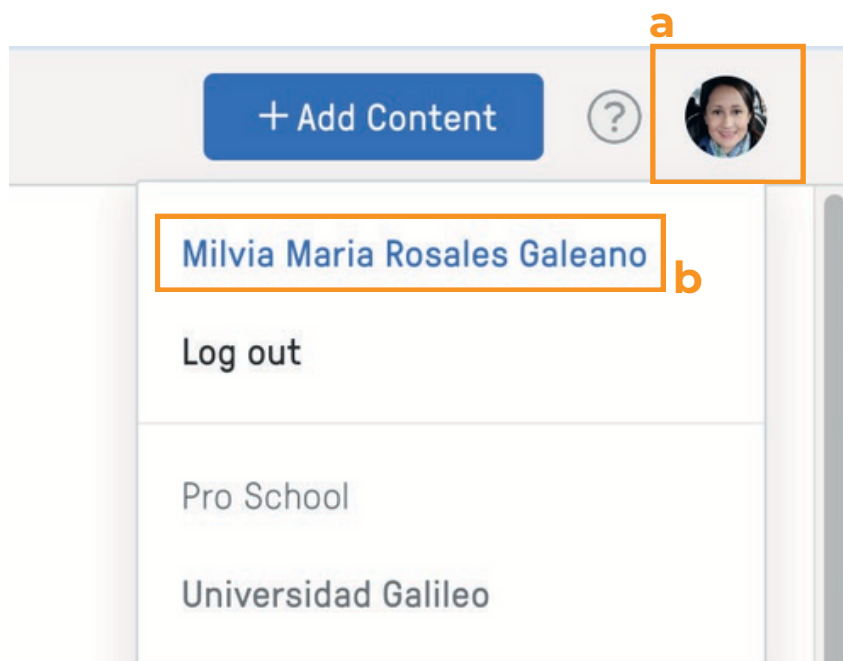 a
+ Add Content ?
Milvia Maria Rosales Galeano
b
Log out
Pro School
Universidad Galileo